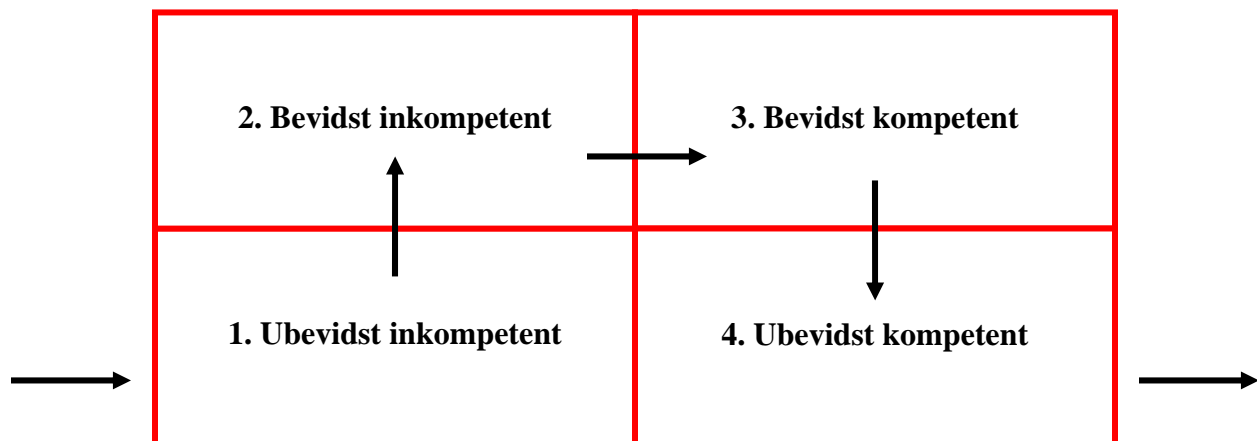 2. Bevidst inkompetent
3. Bevidst kompetent
1. Ubevidst inkompetent
4. Ubevidst kompetent